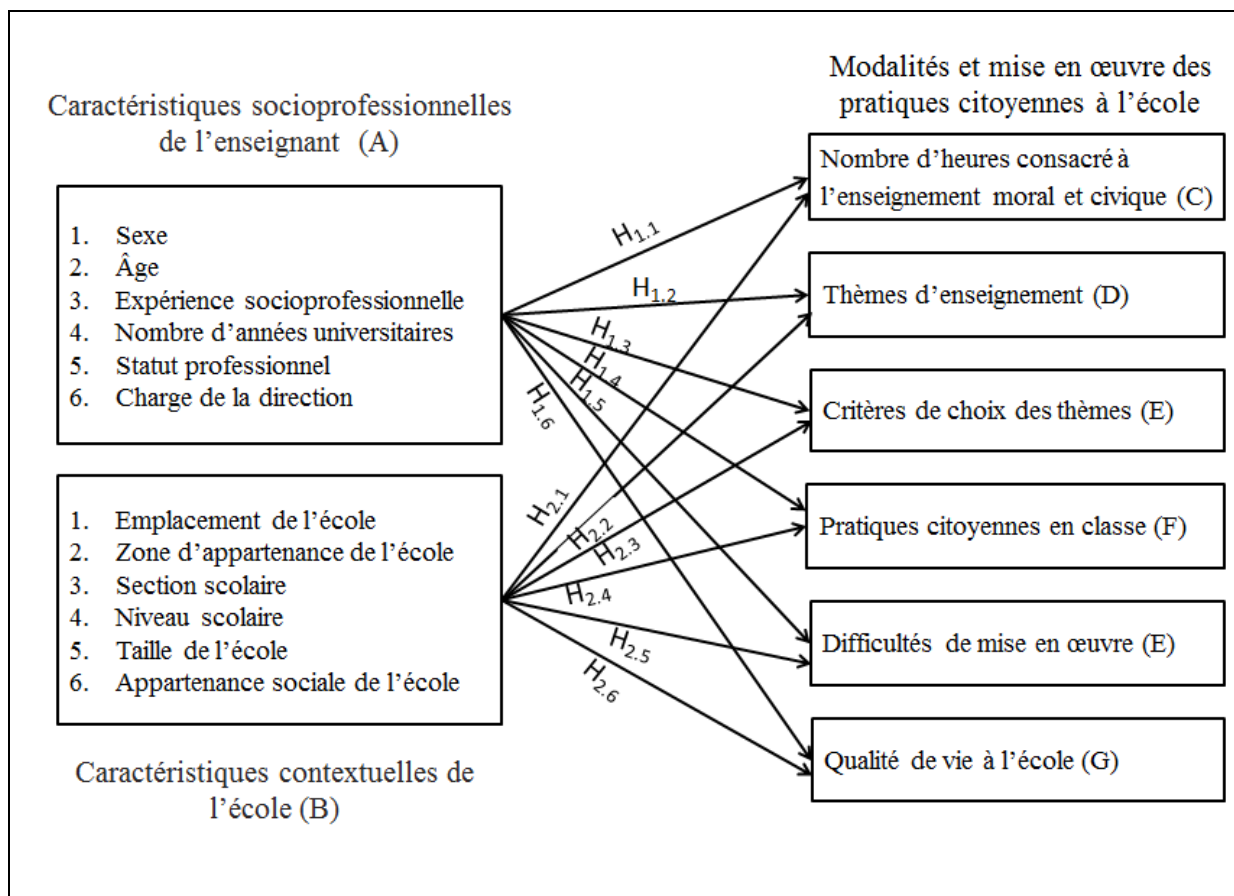 Caractéristiques socioprofessionnelles
de l'enseignant (A)
1. Sexe
2. Âge
3. Expérience socioprofessionnelle
4. Nombre d'années universitaires
5. Statut professionnel
6. Charge de la direction
1. Emplacement de l'école
2. Zone d'appartenance de l'école
3. Section scolaire
4. Niveau scolaire
5. Taille de l'école
6. Appartenance sociale de l'école
Caractéristiques contextuelles de
l'école (B)
H1.1
H1.2
H1.3
H1.4
H1.5
H1.6
H2.1
H2.2
H2.3
H2.4
H2.5
H2.6
Modalités et mise en œuvre des
pratiques citoyennes à l'école
Nombre d'heures consacré à
l'enseignement moral et civique (C)
Thèmes d'enseignement (D)
Critères de choix des thèmes (E)
Pratiques citoyennes en classe (F)
Difficultés de mise en œuvre (E)
Qualité de vie à l'école (G)